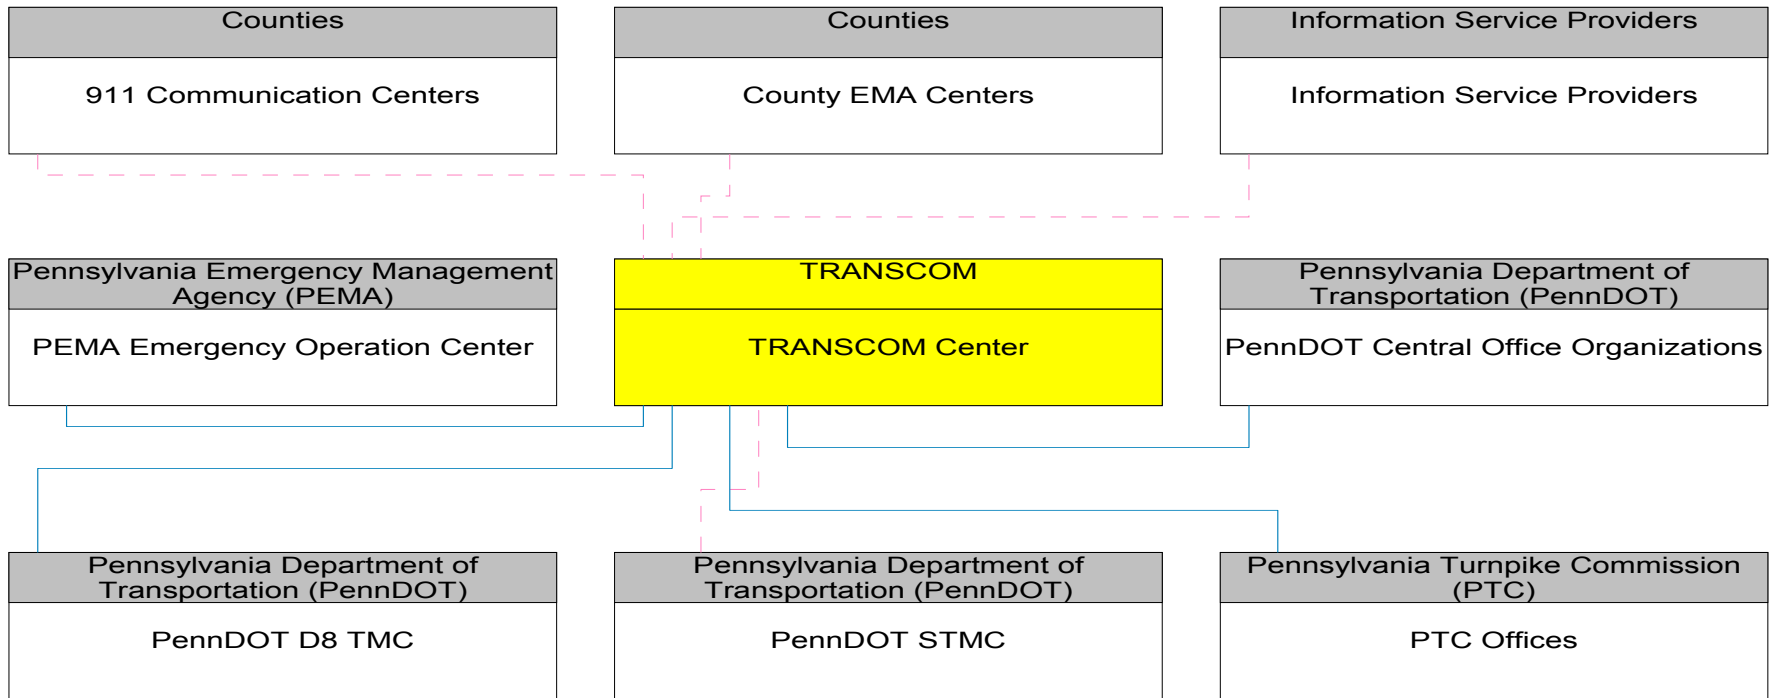 Counties
911 Communication Centers
Counties
County EMA Centers
Information Service Providers
Information Service Providers
Pennsylvania Emergency Management
Agency (PEMA)
PEMA Emergency Operation Center
TRANSCOM
TRANSCOM Center
Pennsylvania Department of
Transportation (PennDOT)
PennDOT Central Office Organizations
Pennsylvania Department of
Transportation (PennDOT)
PennDOT D8 TMC
Pennsylvania Department of
Transportation (PennDOT)
PennDOT STMC
Pennsylvania Turnpike Commission
(PTC)
PTC Offices